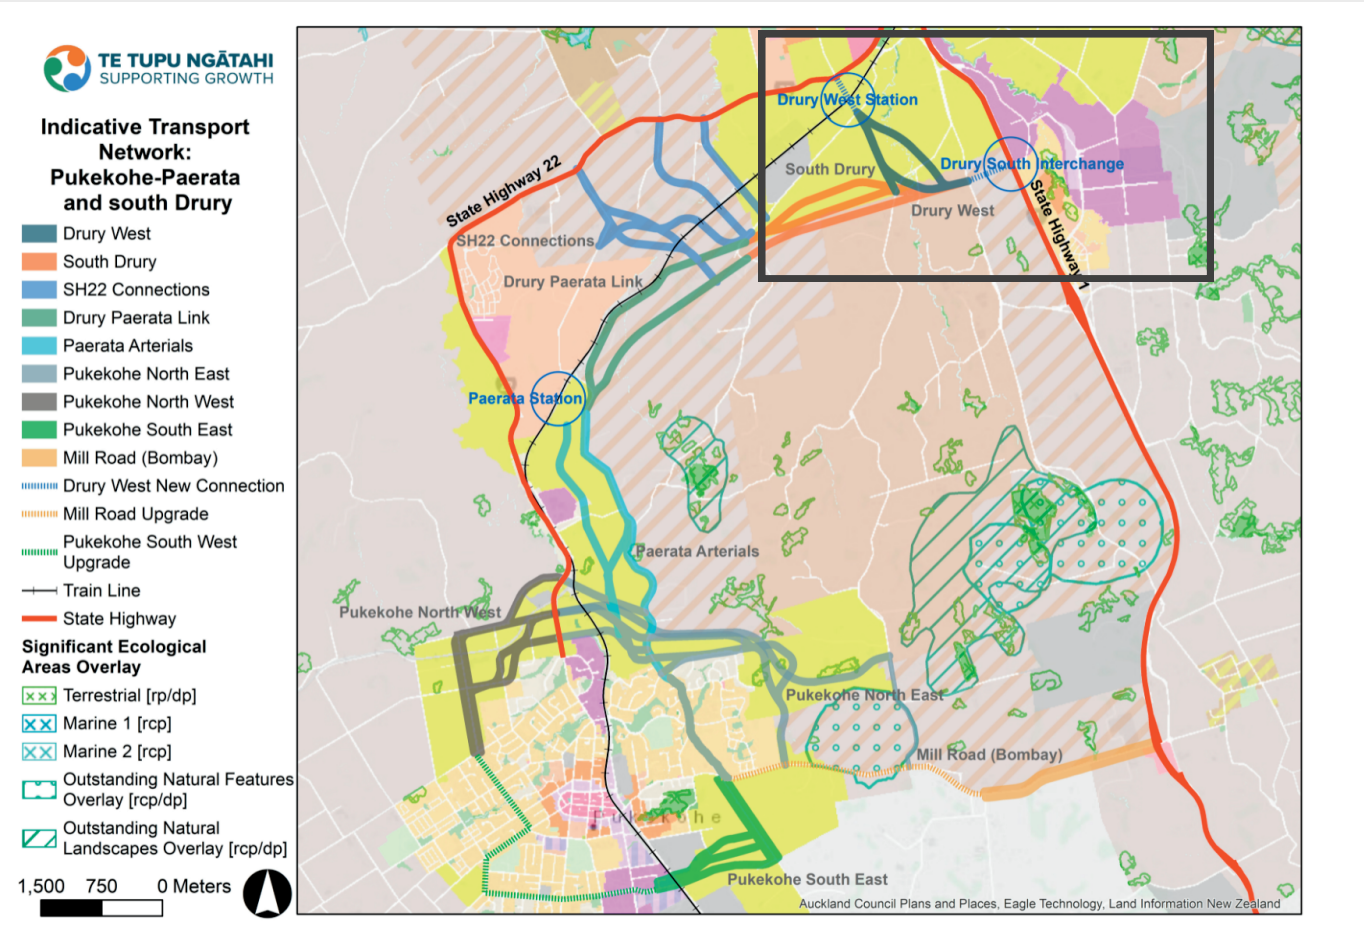 TE TUPU NGĀTAHI
SUPPORTING GROWTH
Indicative Transport
Network:
Pukekohe-Paerata
and south Drury
Drury West
South Drury
SH22 Connections
Drury Paerata Link
Paerata Arterials
Pukekohe North East
Pukekohe North West
Pukekohe South East
Mill Road (Bombay)
Drury West New Connection
Mill Road Upgrade
Pukekohe South West
Upgrade
Train Line
State Highway
Significant Ecological
Areas Overlay
Terrestrial [rp/dp]
Marine 1 [rcp]
Marine 2 [rcp]
Outstanding Natural Features
Overlay [rcp/dp]
Outstanding Natural
Landscapes Overlay [rcp/dp]
1,500 750 0 Meters
Drury West Station
South Drury
Drury South Interchange
Drury West
State Highway 1
State Highway 22
SH22 Connections
Drury Paerata Link
Paerata Station
Paerata Arterials
Pukekohe North West
Pukekohe North East
Mill Road (Bombay)
Pukekohe
Pukekohe South East
Auckland Council Plans and Places, Eagle Technology, Land Information New Zealand